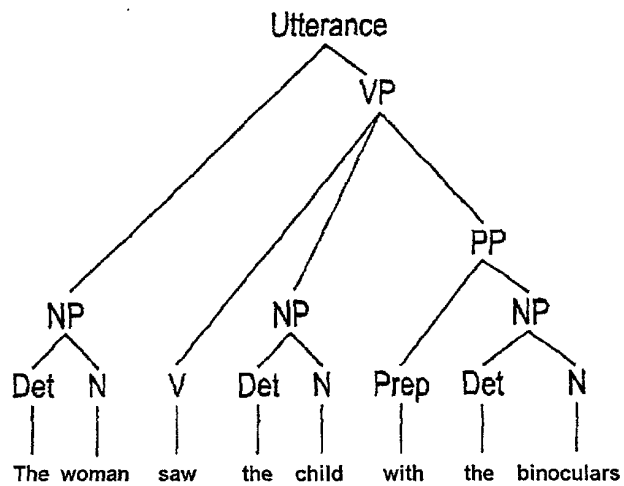 Utterance
VP
PP
NP NP NP
Det N V Det N Prep Det N
The woman saw the child with the binoculars